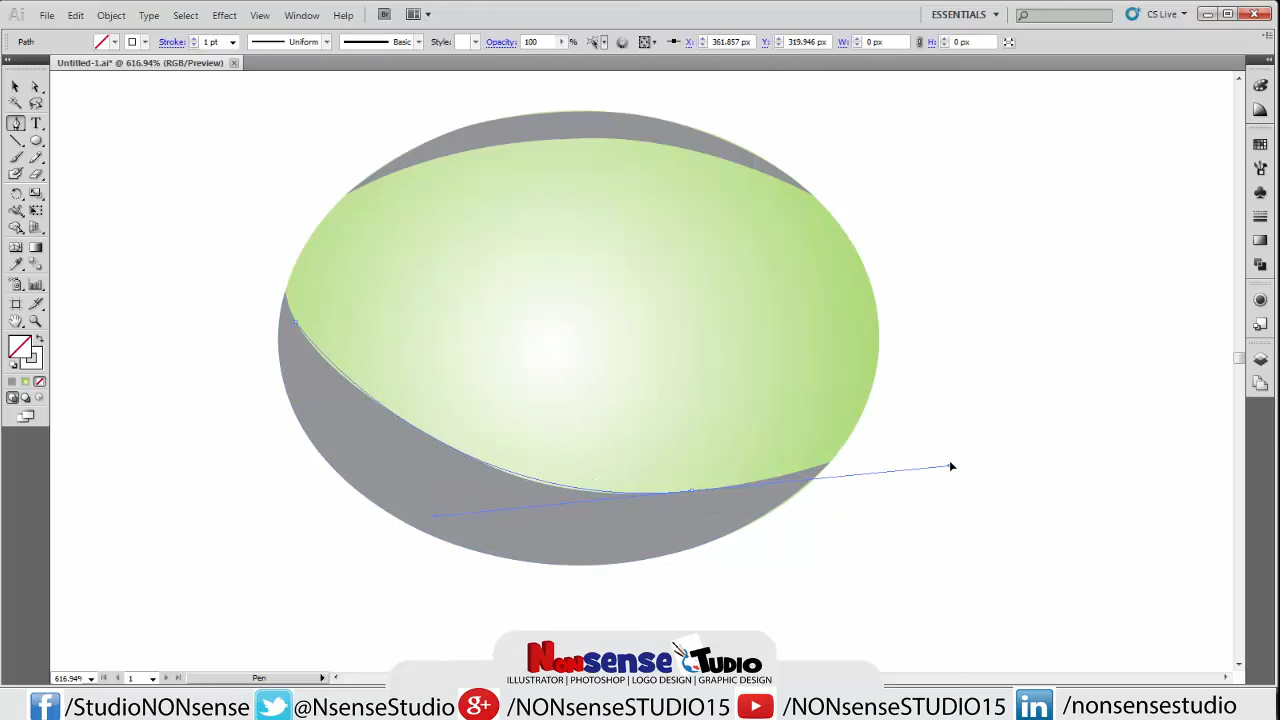 Ai File Edit Object Type Select Effect View Window Help Br ESSENTIALS CS Live
Path Stroke: 1 pt Uniform Basic Style: Opacity: 100 % X: 361.857 px Y: 319.946 px W: 0 px H: 0 px
Untitled-1.ai* @ 616.94% (RGB/Preview)
T
616.94% 1 Pen
NONsense STUDIO
ILLUSTRATOR | PHOTOSHOP | LOGO DESIGN | GRAPHIC DESIGN
/StudioNONsense @NsenseStudio /NONsenseSTUDIO15 /NONsenseSTUDIO15 /nonsensestudio